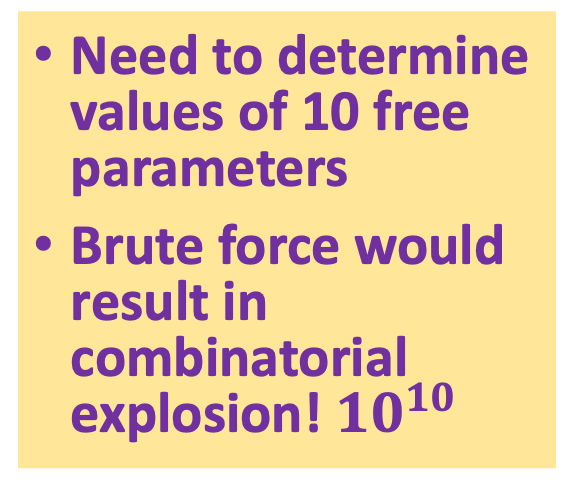 • Need to determine
values of 10 free
parameters
• Brute force would
result in
combinatorial
explosion! 10¹⁰